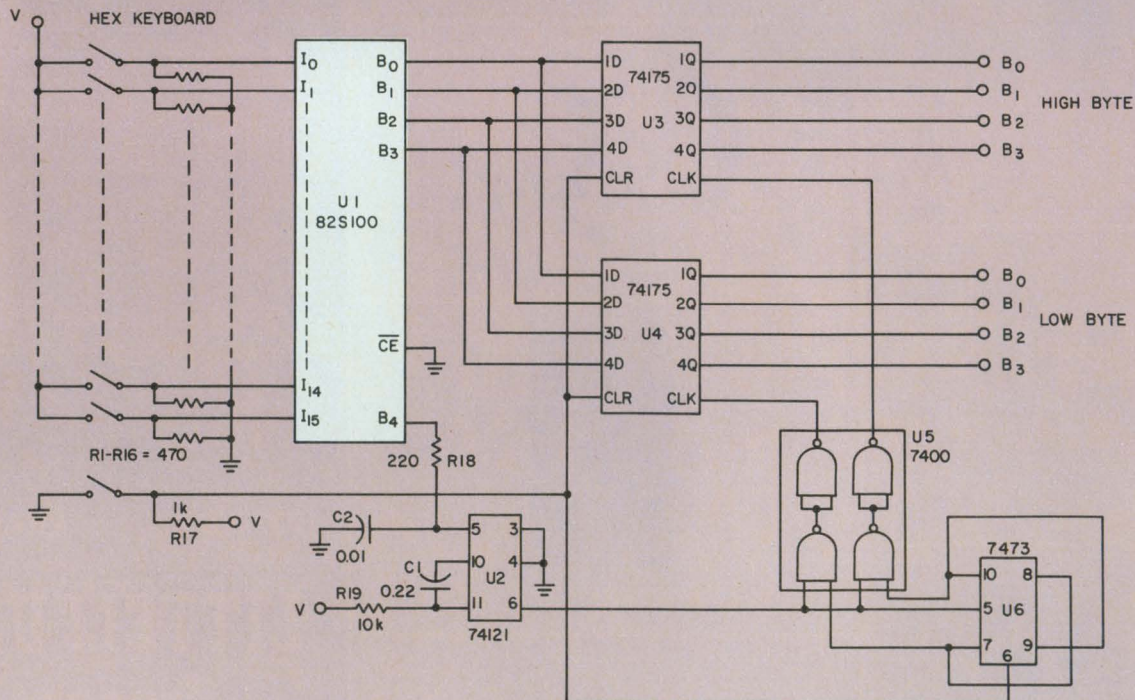 V
HEX KEYBOARD
I0
I1
I14
I15
U1
82S100
B0
B1
B2
B3
CE
B4
R1-R16 = 470
1k
R17
V
220
R18
C2
0.01
C1
0.22
V
R19
10k
5
10
11
3
4
6
U2
74121
1D
2D
3D
4D
CLR
74175
U3
1Q
2Q
3Q
4Q
CLK
B0
B1
B2
B3
HIGH BYTE
1D
2D
3D
4D
CLR
74175
U4
1Q
2Q
3Q
4Q
CLK
B0
B1
B2
B3
LOW BYTE
U5
7400
7473
10
5
7
8
U6
9
6